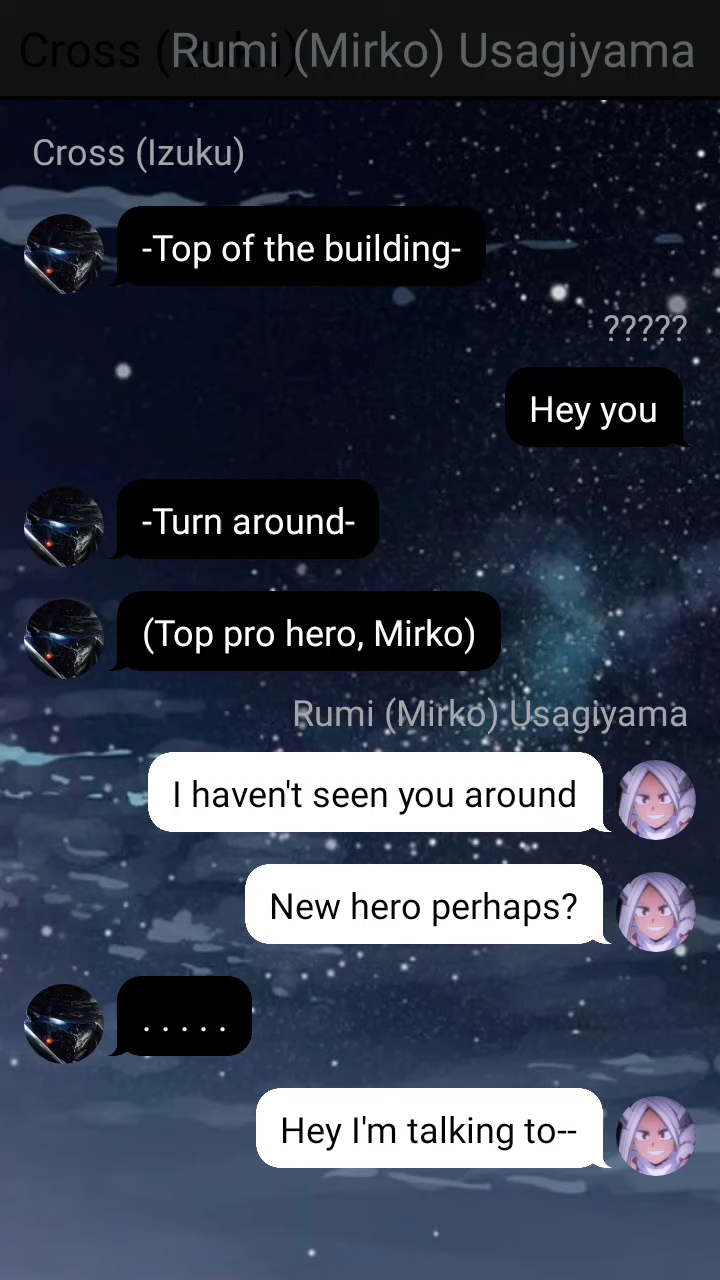 Cross (Izuku)
Rumi (Mirko) Usagiyama
Cross (Izuku)
-Top of the building-
?????
Hey you
-Turn around-
(Top pro hero, Mirko)
Rumi (Mirko) Usagiyama
I haven't seen you around
New hero perhaps?
. . . . .
Hey I'm talking to--